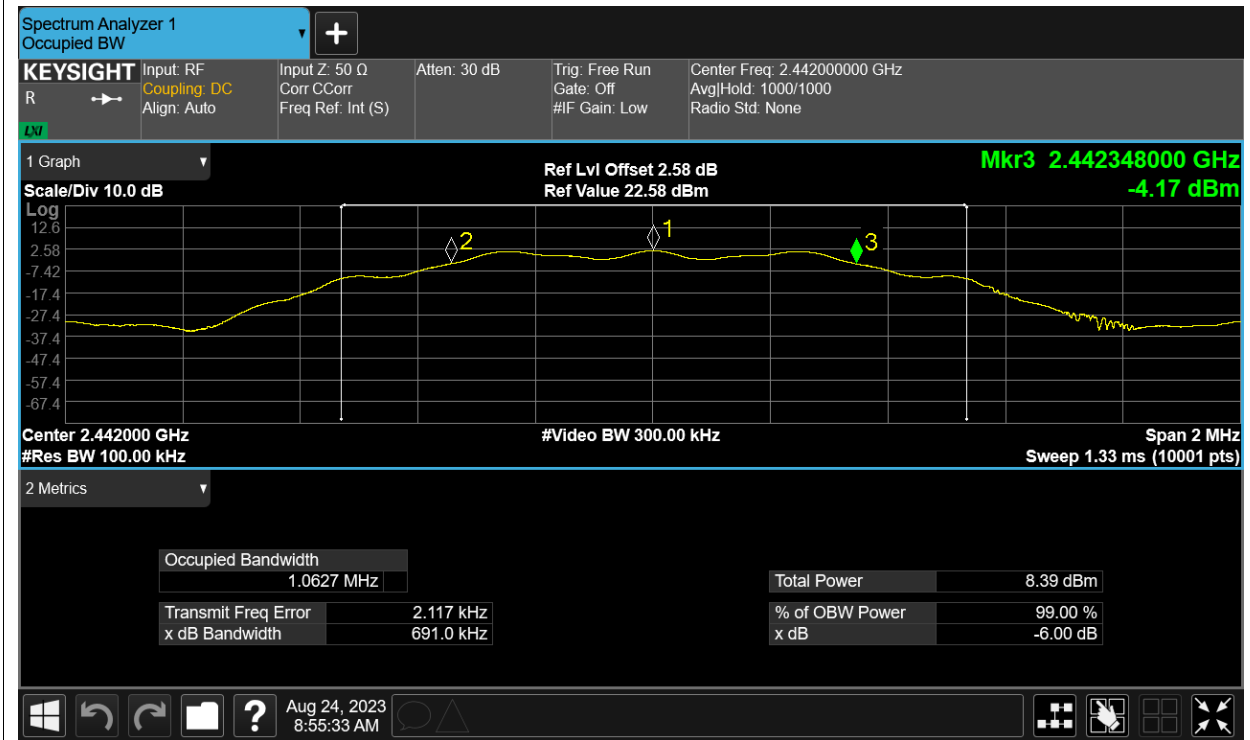 Spectrum Analyzer 1
Occupied BW
KEYSIGHT
R
LXI
Input: RF
Coupling: DC
Align: Auto
Input Z: 50 Ω
Corr CCorr
Freq Ref: Int (S)
Atten: 30 dB
Trig: Free Run
Gate: Off
#IF Gain: Low
Center Freq: 2.442000000 GHz
Avg|Hold: 1000/1000
Radio Std: None
1 Graph
Scale/Div 10.0 dB
Ref Lvl Offset 2.58 dB
Ref Value 22.58 dBm
Mkr3 2.442348000 GHz
-4.17 dBm
Log
12.6
2.58
-7.42
-17.4
-27.4
-37.4
-47.4
-57.4
-67.4
2
1
3
Center 2.442000 GHz
#Video BW 300.00 kHz
Span 2 MHz
#Res BW 100.00 kHz
Sweep 1.33 ms (10001 pts)
2 Metrics
Occupied Bandwidth
1.0627 MHz
Total Power 8.39 dBm
Transmit Freq Error 2.117 kHz
% of OBW Power 99.00 %
x dB Bandwidth 691.0 kHz
x dB -6.00 dB
?
Aug 24, 2023
8:55:33 AM